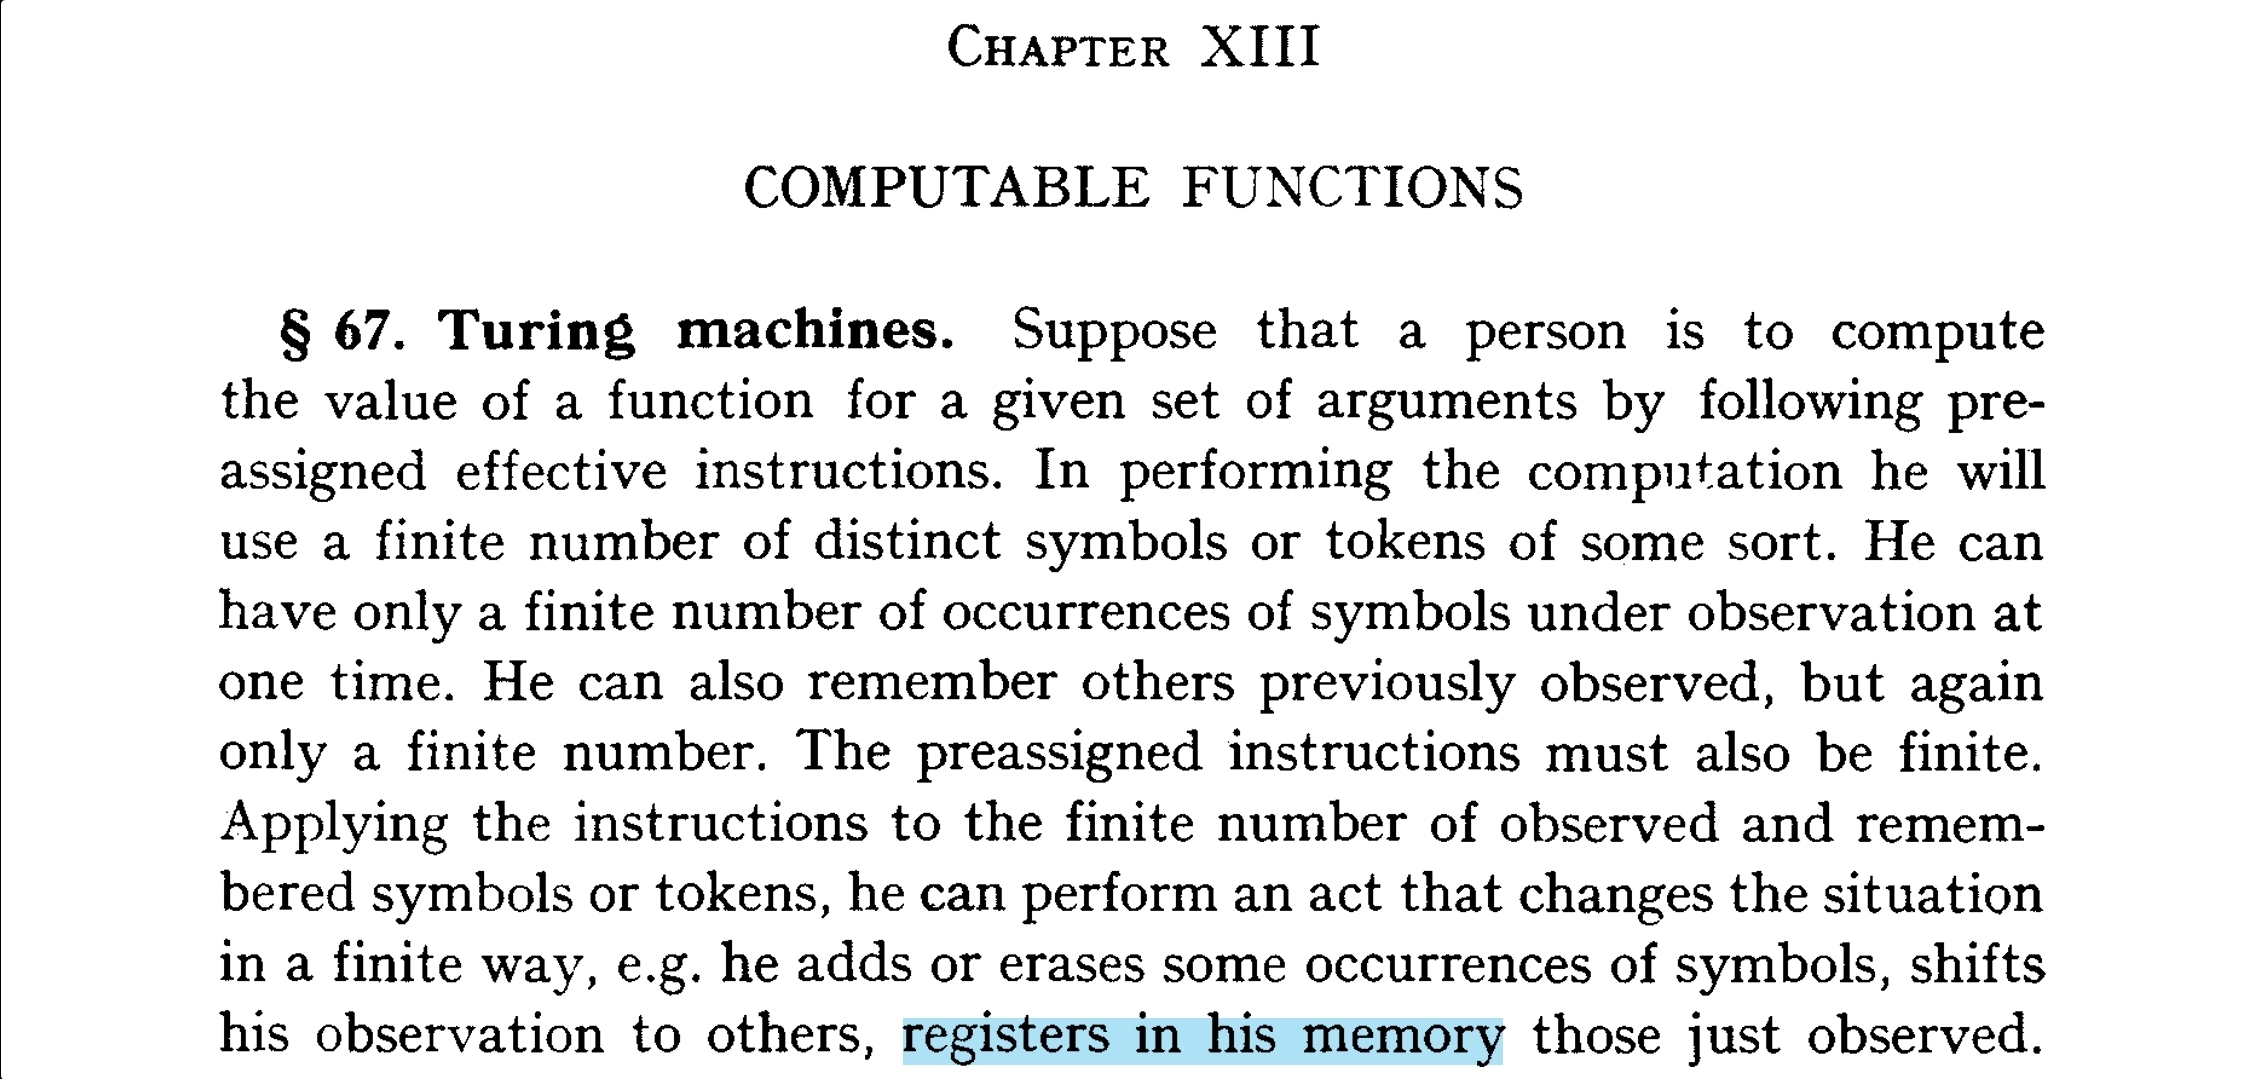 CHAPTER XIII
COMPUTABLE FUNCTIONS
§ 67. Turing machines. Suppose that a person is to compute
the value of a function for a given set of arguments by following pre-
assigned effective instructions. In performing the computation he will
use a finite number of distinct symbols or tokens of some sort. He can
have only a finite number of occurrences of symbols under observation at
one time. He can also remember others previously observed, but again
only a finite number. The preassigned instructions must also be finite.
Applying the instructions to the finite number of observed and remem-
bered symbols or tokens, he can perform an act that changes the situation
in a finite way, e.g. he adds or erases some occurrences of symbols, shifts
his observation to others, registers in his memory those just observed.